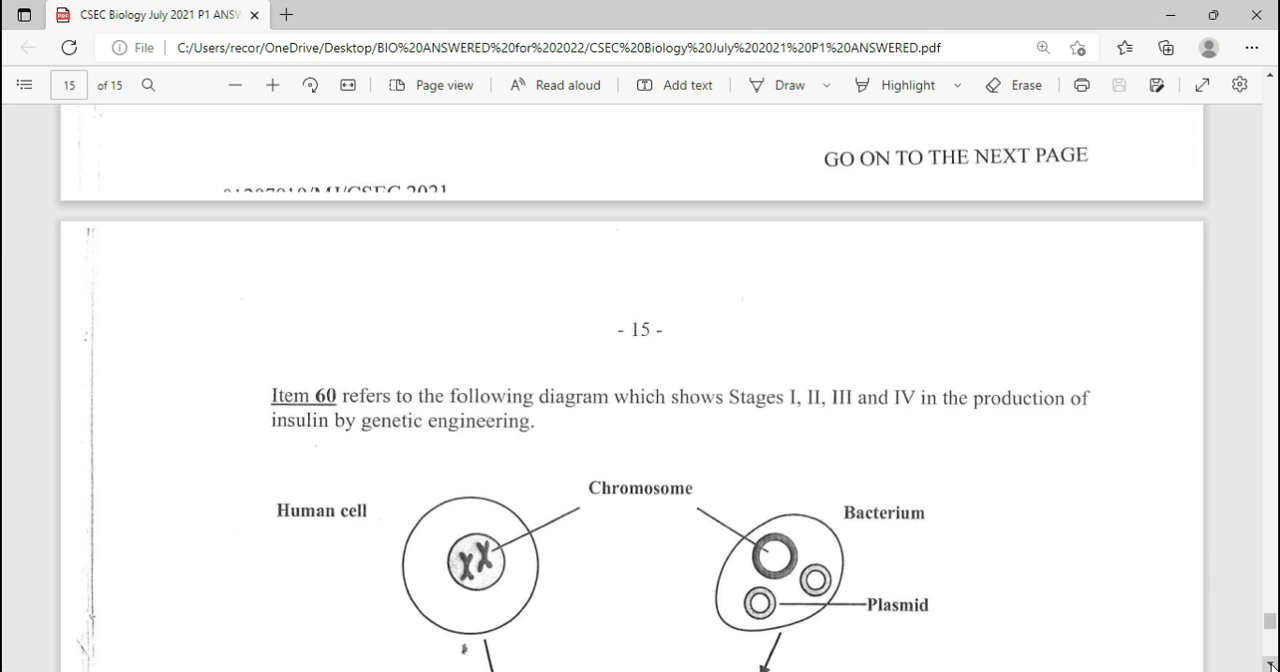 CSEC Biology July 2021 P1 ANSV
File
C:/Users/recor/OneDrive/Desktop/BIO%20ANSWERED%20for%202022/CSEC%20Biology%20July%202021%20P1%20ANSWERED.pdf
15 of 15
Page view
Read aloud
Add text
Draw
Highlight
Erase
GO ON TO THE NEXT PAGE
CSEC 2021
- 15 -
Item 60 refers to the following diagram which shows Stages I, II, III and IV in the production of
insulin by genetic engineering.
Chromosome
Human cell
Bacterium
Plasmid